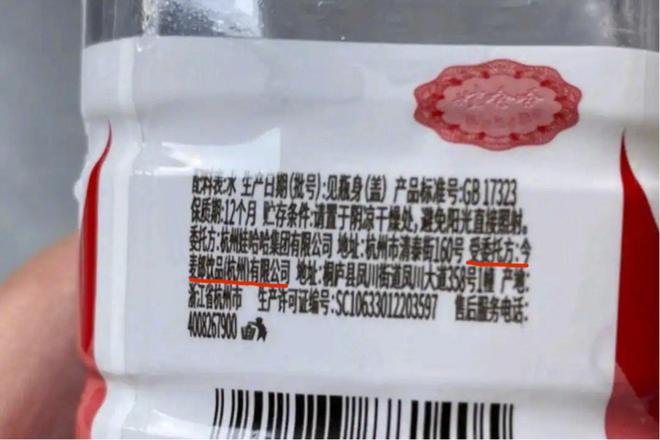 娃哈哈
配料表:水 生产日期(批号):见瓶身(盖) 产品标准号:GB 17323
保质期:12个月 贮存条件:请置于阴凉干燥处,避免阳光直接照射。
委托方:杭州娃哈哈集团有限公司 地址:杭州市清泰街160号 受委托方:今
麦郎饮品(杭州)有限公司 地址:桐庐县凤川街道凤川大道358号1幢 产地:
浙江省杭州市 生产许可证编号:SC10633012203597 售后服务电话:
4008267900